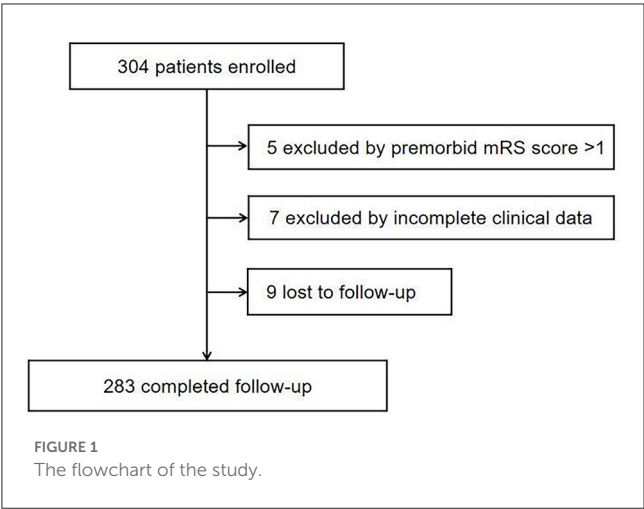 304 patients enrolled
5 excluded by premorbid mRS score >1
7 excluded by incomplete clinical data
9 lost to follow-up
283 completed follow-up
FIGURE 1
The flowchart of the study.